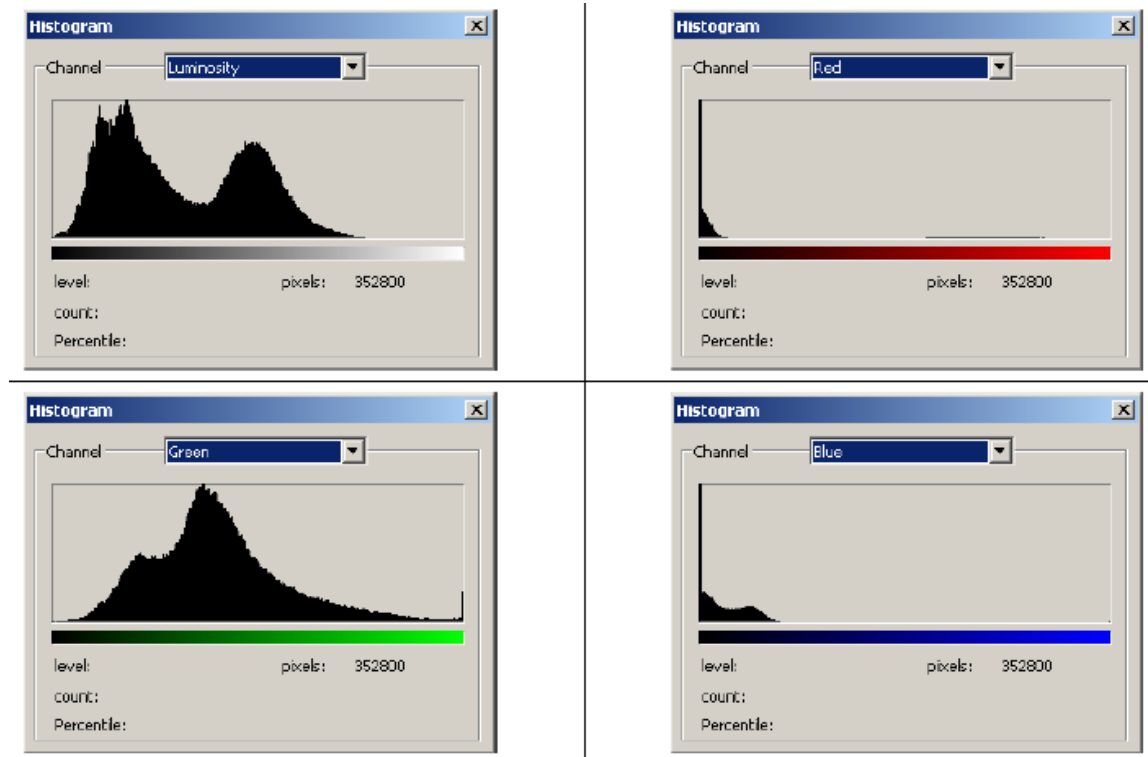 Histogram
Channel Luminosity
level: pixels: 352800
count:
Percentile:
Histogram
Channel Red
level: pixels: 352800
count:
Percentile:
Histogram
Channel Green
level: pixels: 352800
count:
Percentile:
Histogram
Channel Blue
level: pixels: 352800
count:
Percentile: